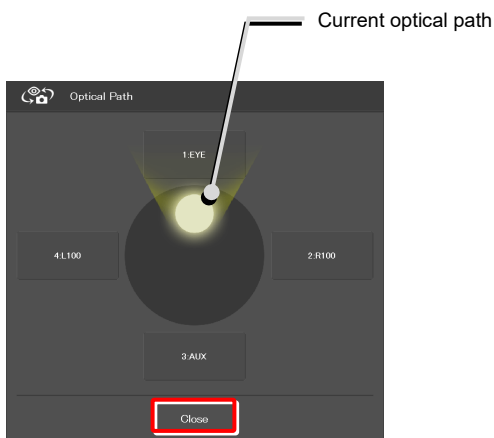 Current optical path
Optical Path
1:EYE
4:L100
2:R100
3:AUX
Close